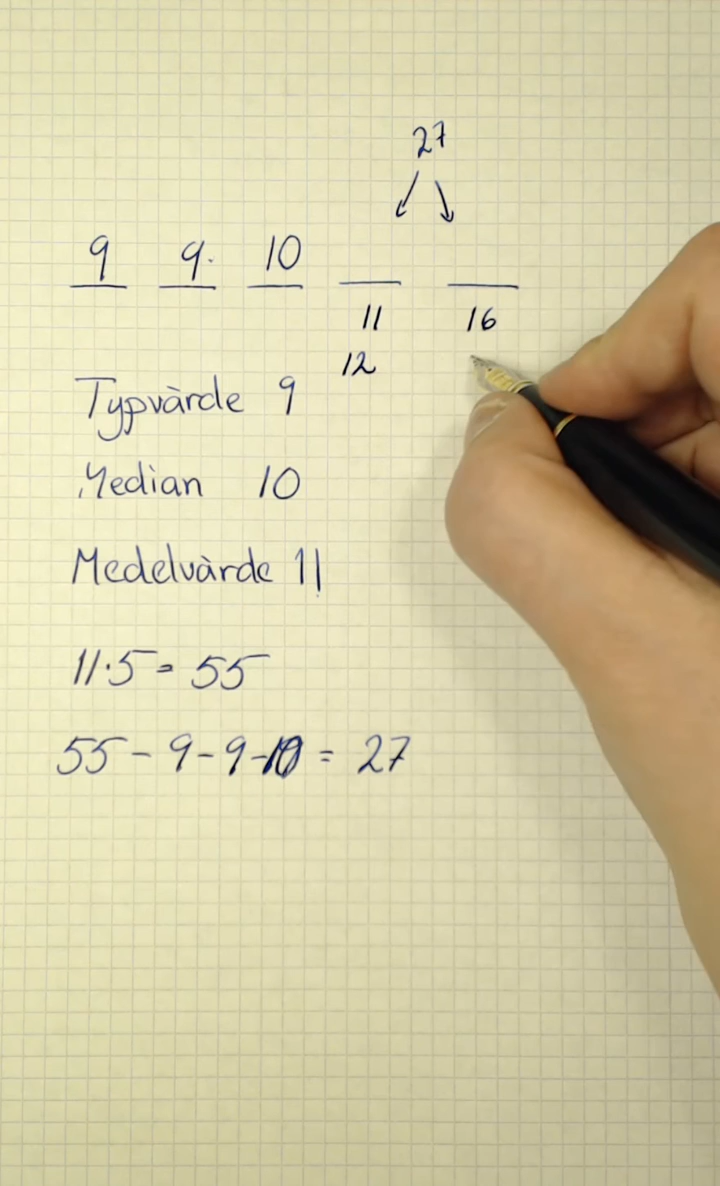 27
9 9 10
11 16
12
Typvärde 9
Median 10
Medelvärde 11
11·5 = 55
55 - 9 - 9 - 10 = 27